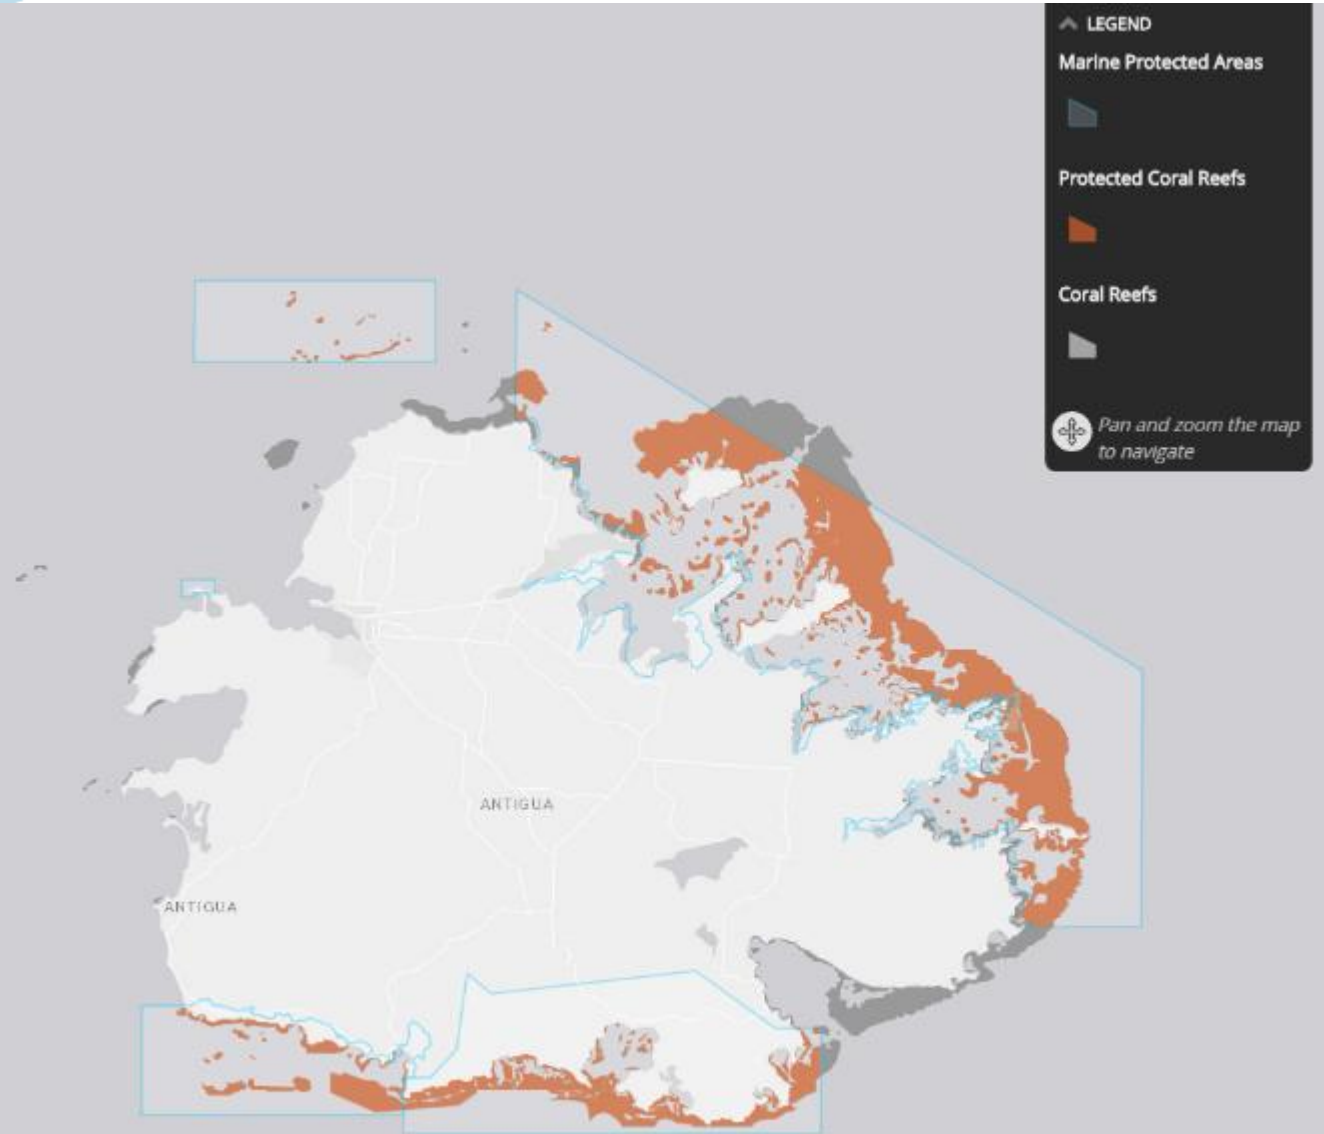 LEGEND
Marine Protected Areas
Protected Coral Reefs
Coral Reefs
Pan and zoom the map
to navigate
ANTIGUA
ANTIGUA